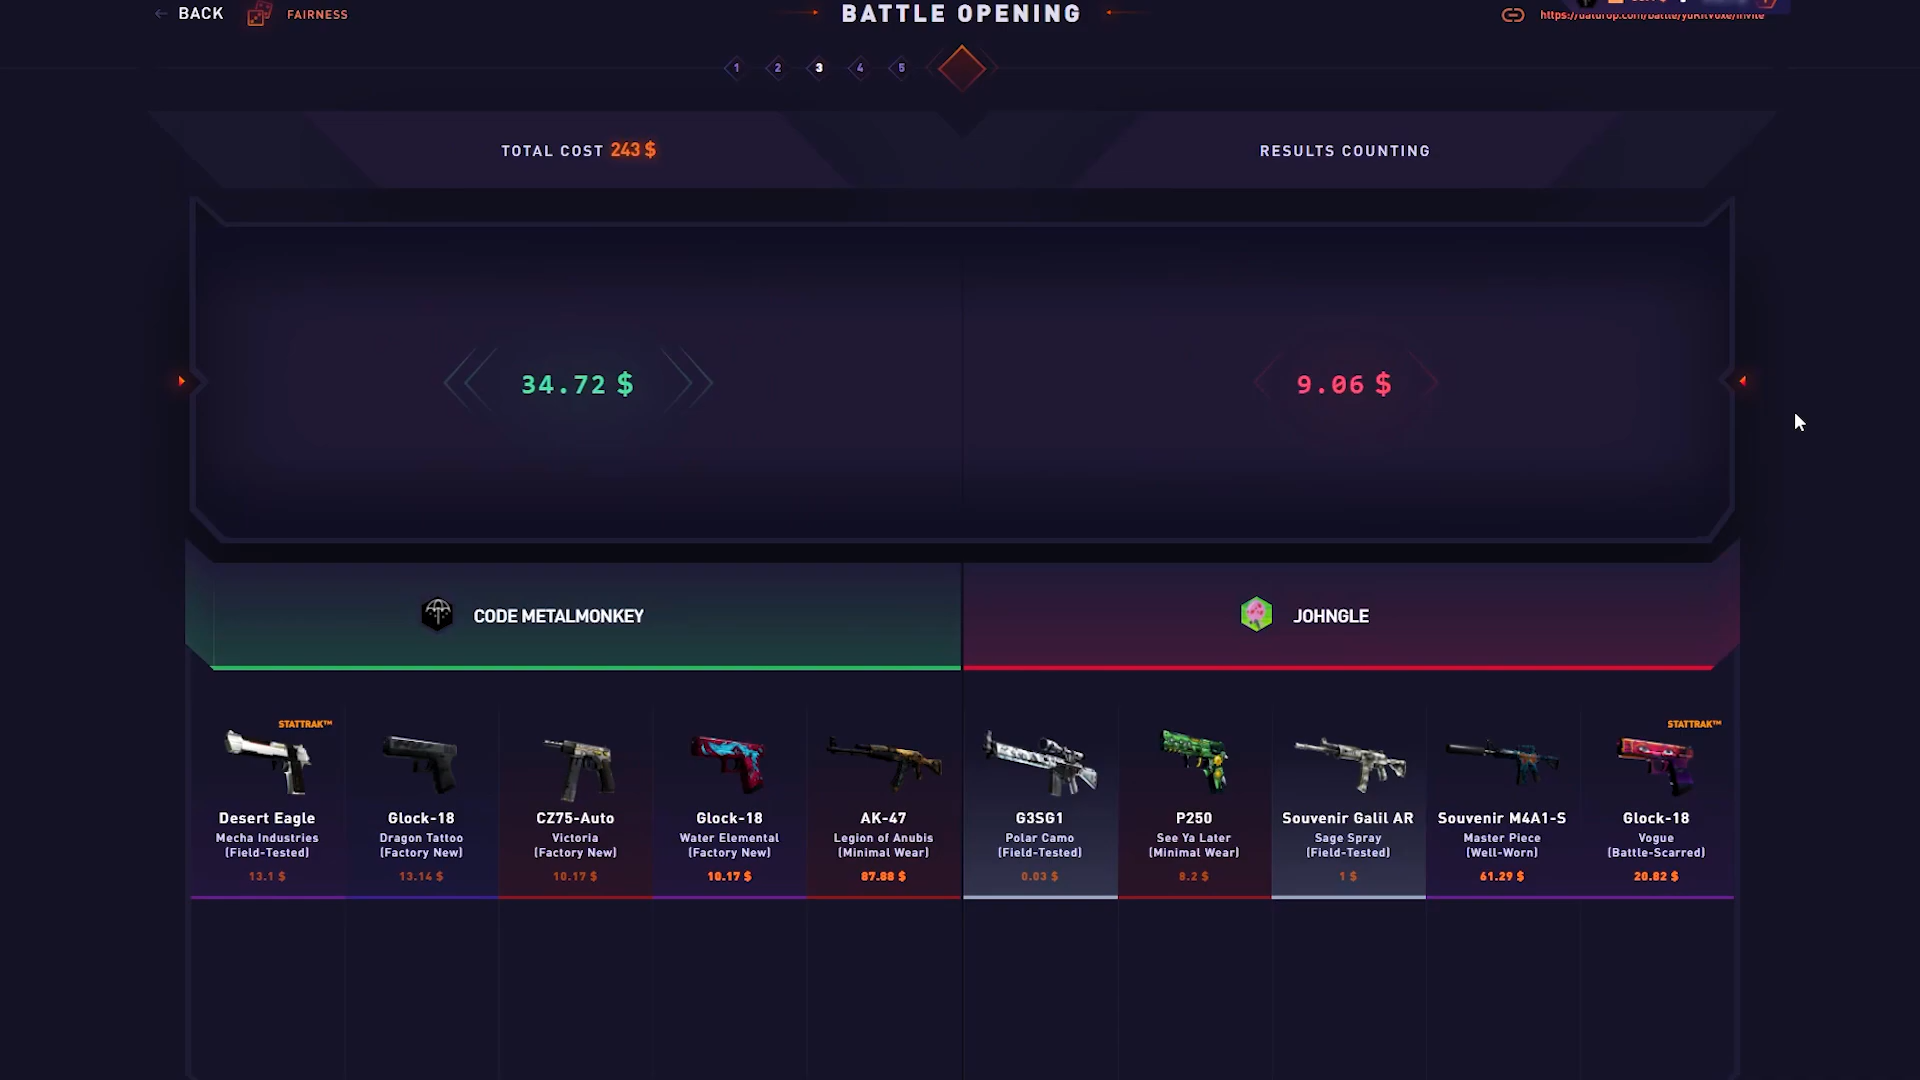 BACK
FAIRNESS
BATTLE OPENING
1 2 3 4 5
TOTAL COST 243 $
RESULTS COUNTING
34.72 $
9.06 $
CODE METALMONKEY
JOHNGLE
STATTRAK™
STATTRAK™
Desert Eagle
Mecha Industries
(Field-Tested)
13.1 $
Glock-18
Dragon Tattoo
(Factory New)
13.14 $
CZ75-Auto
Victoria
(Factory New)
10.17 $
Glock-18
Water Elemental
(Factory New)
10.17 $
AK-47
Legion of Anubis
(Minimal Wear)
87.88 $
G3SG1
Polar Camo
(Field-Tested)
0.03 $
P250
See Ya Later
(Minimal Wear)
8.2 $
Souvenir Galil AR
Sage Spray
(Field-Tested)
1 $
Souvenir M4A1-S
Master Piece
(Well-Worn)
61.29 $
Glock-18
Vogue
(Battle-Scarred)
20.82 $